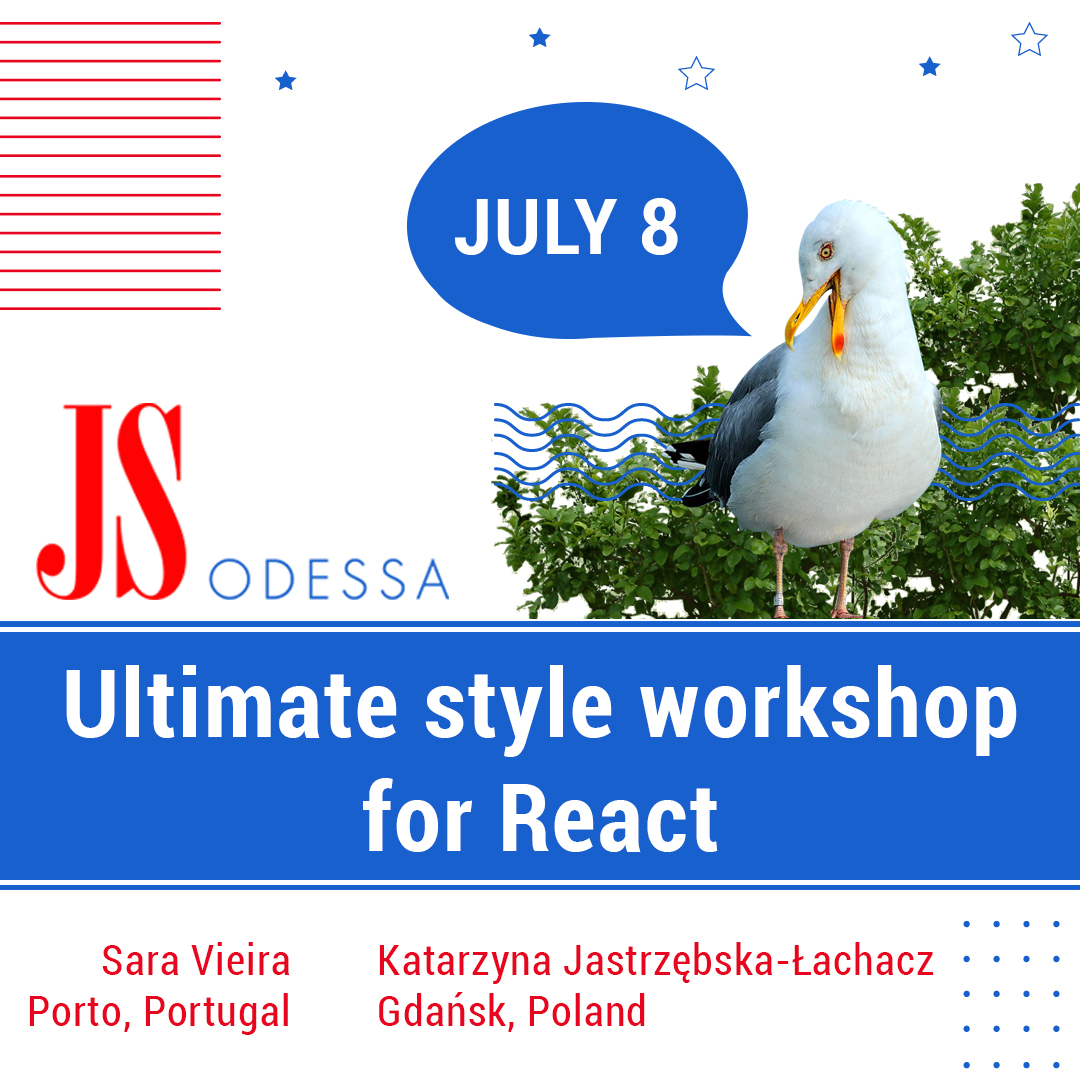 JULY 8
JS ODESSA
Ultimate style workshop
for React
Sara Vieira
Porto, Portugal
Katarzyna Jastrzębska-Łachacz
Gdańsk, Poland